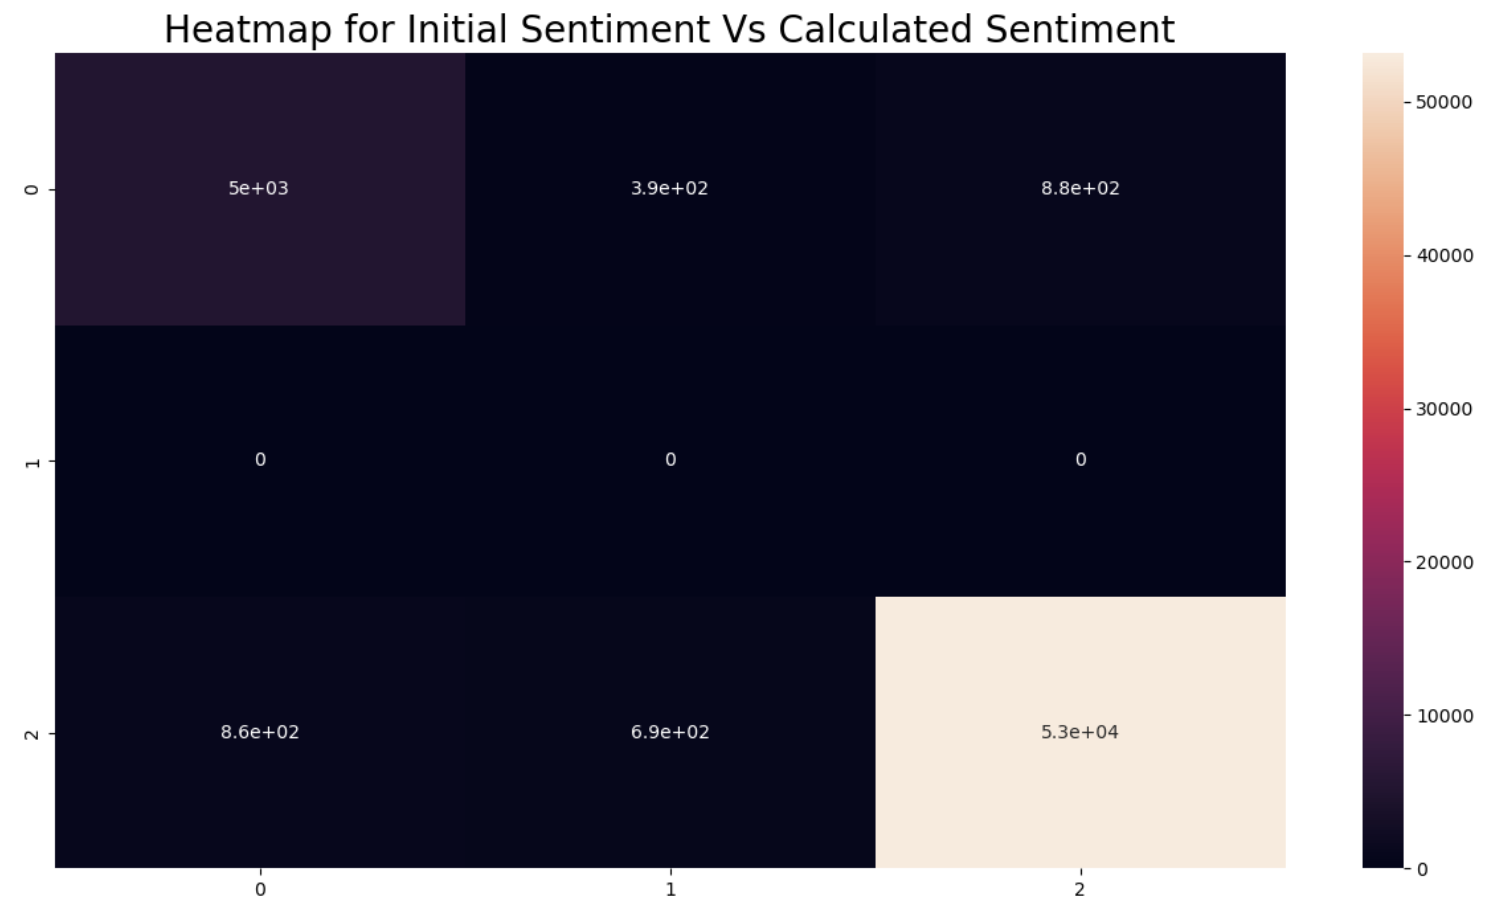 Heatmap for Initial Sentiment Vs Calculated Sentiment
0
5e+03
3.9e+02
8.8e+02
1
0
0
0
2
8.6e+02
6.9e+02
5.3e+04
0
1
2
50000
40000
30000
20000
10000
0